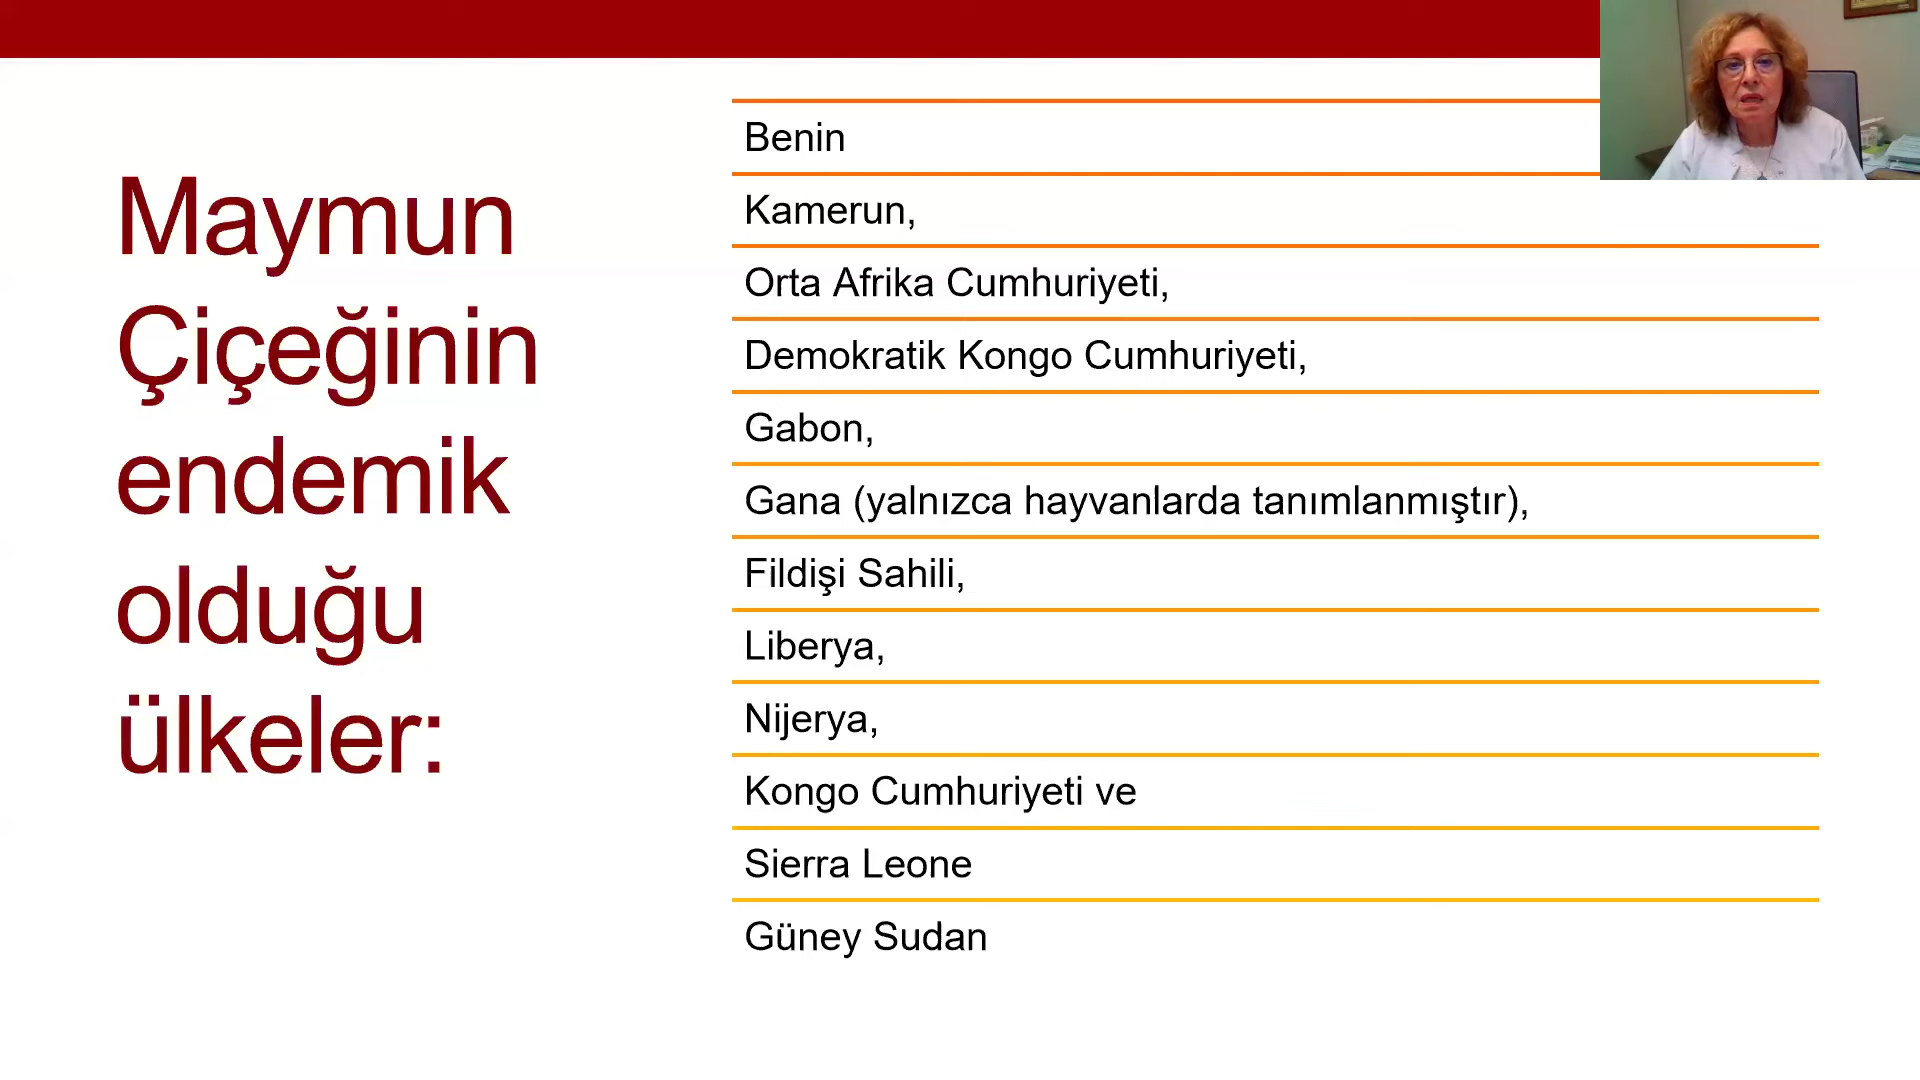 Maymun
Çiçeğinin
endemik
olduğu
ülkeler:
Benin
Kamerun,
Orta Afrika Cumhuriyeti,
Demokratik Kongo Cumhuriyeti,
Gabon,
Gana (yalnızca hayvanlarda tanımlanmıştır),
Fildişi Sahili,
Liberya,
Nijerya,
Kongo Cumhuriyeti ve
Sierra Leone
Güney Sudan